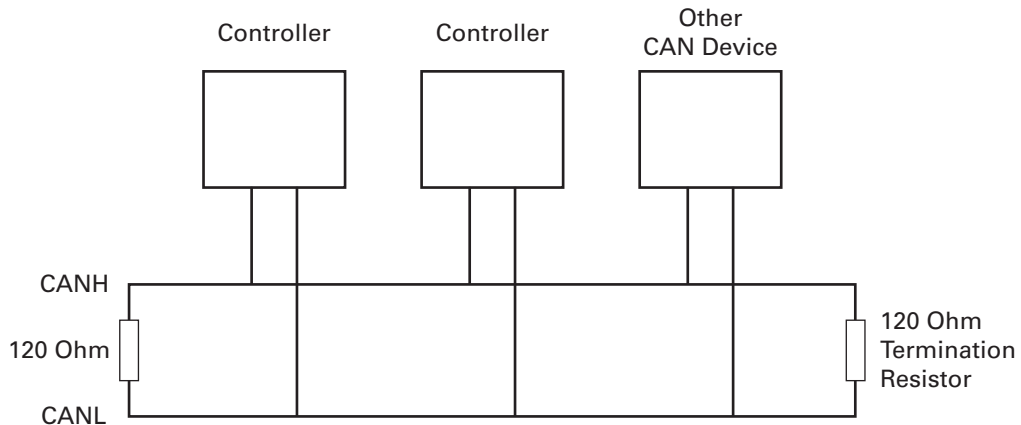 Controller
Controller
Other
CAN Device
CANH
120 Ohm
CANL
120 Ohm
Termination
Resistor